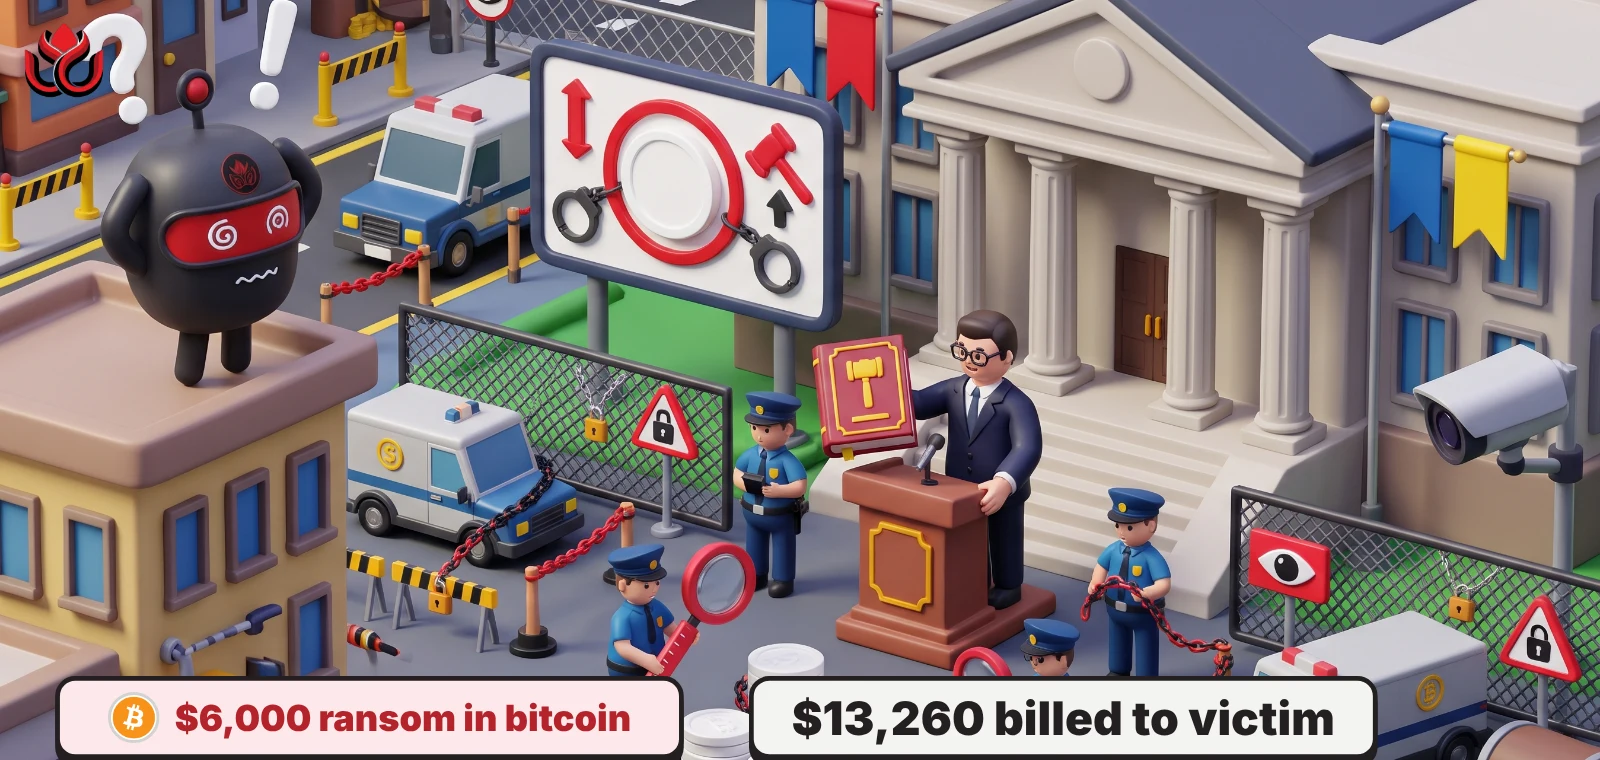 $6,000 ransom in bitcoin
$13,260 billed to victim